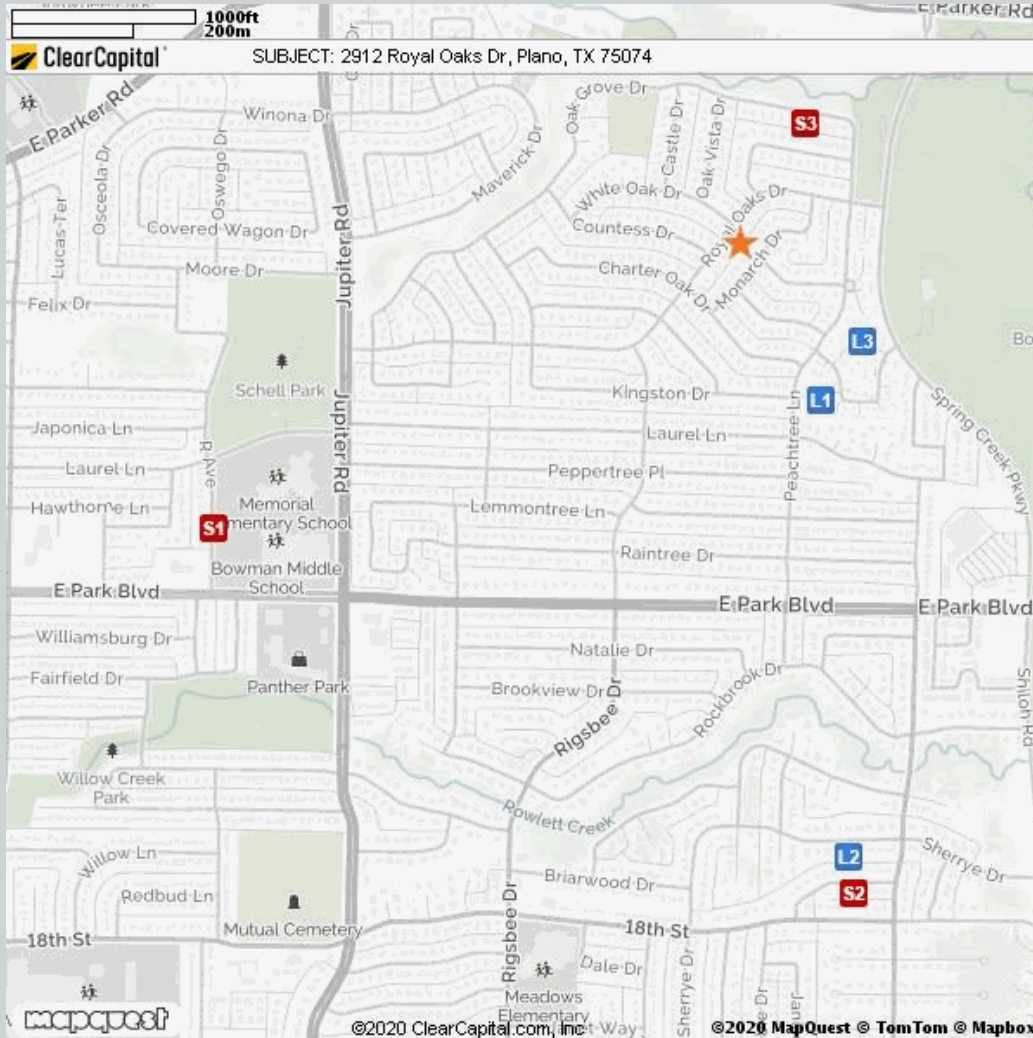 1000ft
200m
E Parker Rd
ClearCapital
SUBJECT: 2912 Royal Oaks Dr, Plano, TX 75074
E Parker Rd
Winona Dr
Oak Grove Dr
Castle Dr
Oak Vista Dr
S3
Osceola Dr
Oswego Dr
Maverick Dr
White Oak Dr
Royal Oaks Dr
Lucas Ter
Covered Wagon Dr
Jupiter Rd
Countess Dr
Monarch Dr
Moore Dr
Charter Oak Dr
Felix Dr
L3
Schell Park
Kingston Dr
L1
Spring Creek Pkwy
Japonica Ln
Jupiter Rd
Laurel Ln
Peachtree Ln
Laurel Ln
R Ave
Peppertree Pl
Hawthorne Ln
Memorial
Lemmontree Ln
S1
mentary School
Bowman Middle
School
Raintree Dr
E Park Blvd
E Park Blvd
E Park Blvd
Williamsburg Dr
Natalie Dr
Fairfield Dr
Panther Park
Brookview Dr
Rockbrook Dr
Shiloh Rd
Rigsbee Dr
Willow Creek
Park
Rowlett Creek
Willow Ln
L2
Sherrye Dr
Redbud Ln
Briarwood Dr
S2
Mutual Cemetery
18th St
18th St
Rigsbee Dr
Dale Dr
Sherrye Dr
Meadows
Elementary
mapquest
©2020 ClearCapital.com, Inc
©2020 MapQuest © TomTom © Mapbox